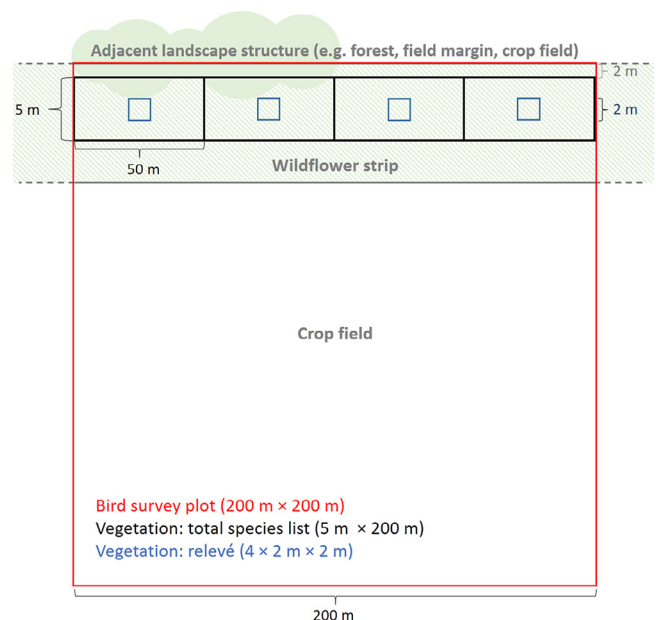 Adjacent landscape structure (e.g. forest, field margin, crop field)
2 m
5 m
2 m
50 m
Wildflower strip
Crop field
Bird survey plot (200 m × 200 m)
Vegetation: total species list (5 m × 200 m)
Vegetation: relevé (4 × 2 m × 2 m)
200 m